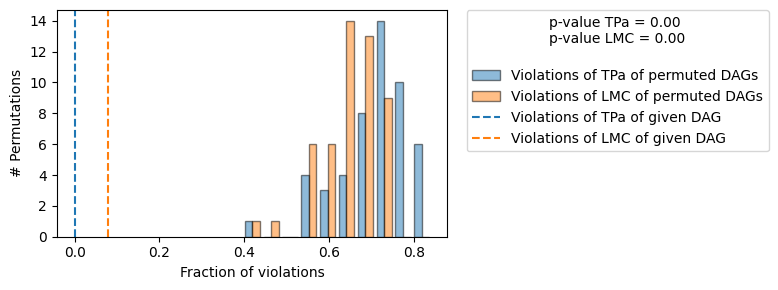 14
12
10
8
6
4
2
0
# Permutations
0.0 0.2 0.4 0.6 0.8
Fraction of violations
p-value TPa = 0.00
p-value LMC = 0.00
Violations of TPa of permuted DAGs
Violations of LMC of permuted DAGs
Violations of TPa of given DAG
Violations of LMC of given DAG